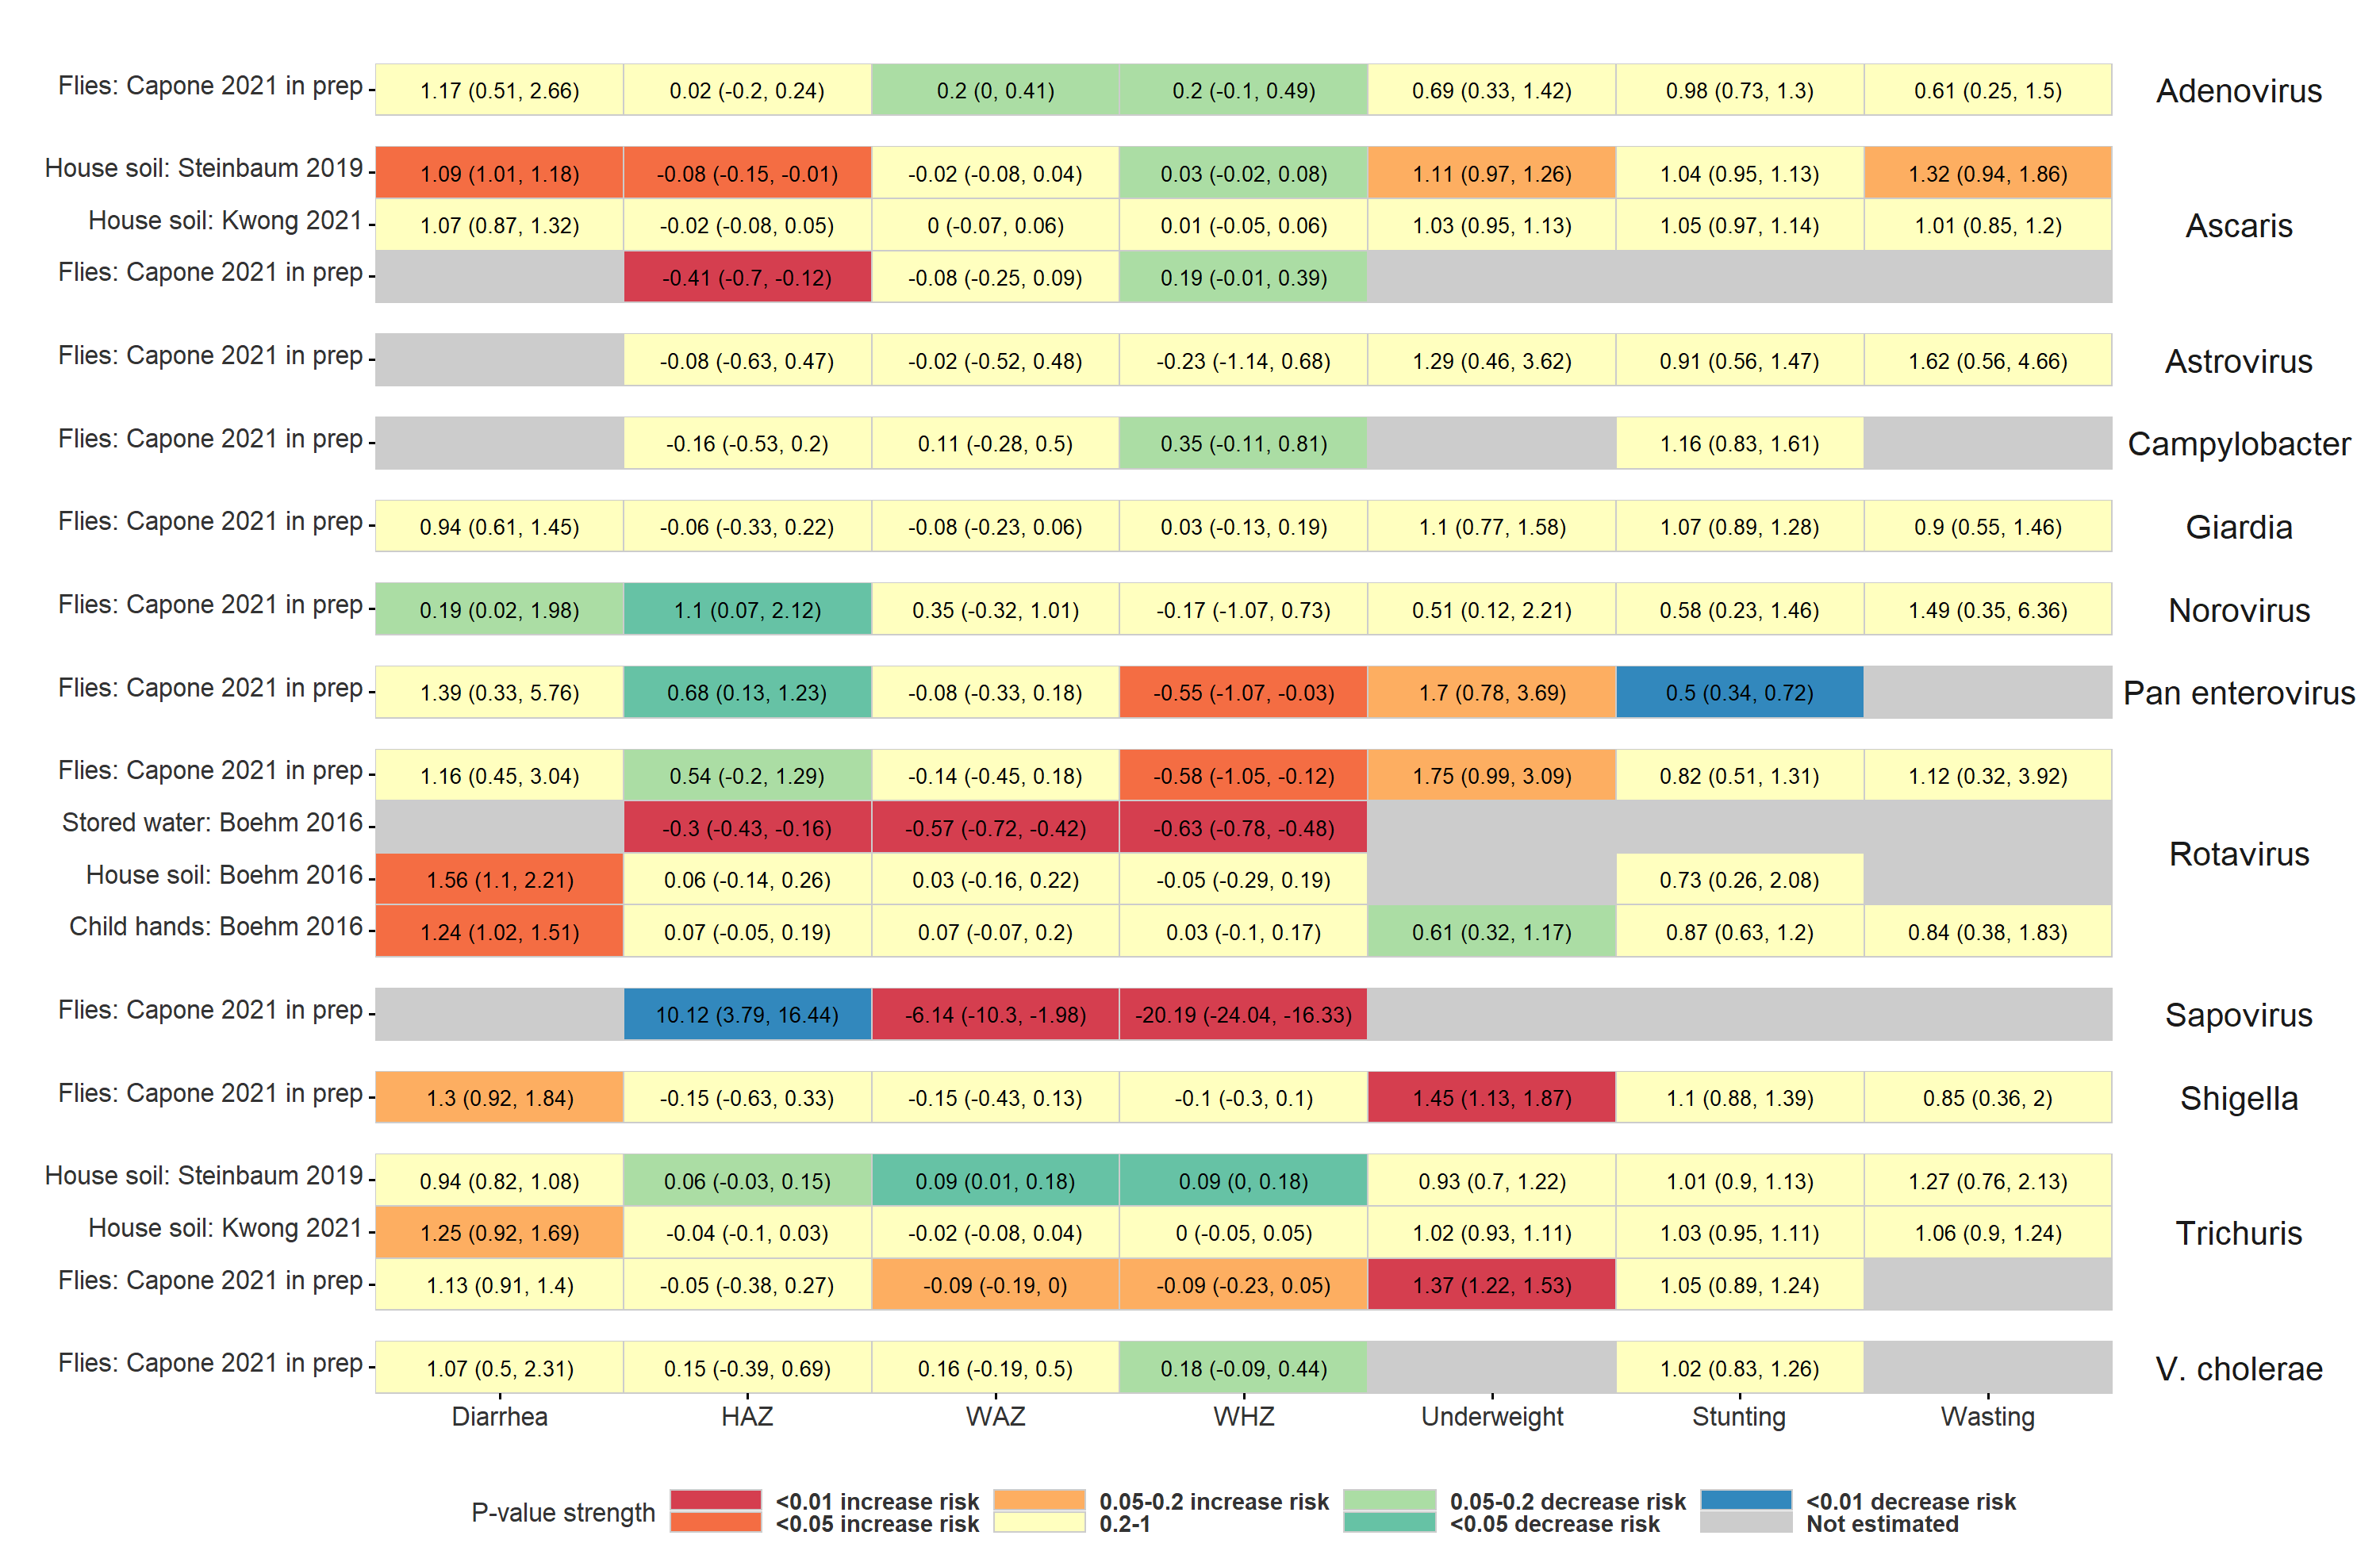 Flies: Capone 2021 in prep 1.17 (0.51, 2.66) 0.02 (-0.2, 0.24) 0.2 (0, 0.41) 0.2 (-0.1, 0.49) 0.69 (0.33, 1.42) 0.98 (0.73, 1.3) 0.61 (0.25, 1.5) Adenovirus
House soil: Steinbaum 2019 1.09 (1.01, 1.18) -0.08 (-0.15, -0.01) -0.02 (-0.08, 0.04) 0.03 (-0.02, 0.08) 1.11 (0.97, 1.26) 1.04 (0.95, 1.13) 1.32 (0.94, 1.86)
House soil: Kwong 2021 1.07 (0.87, 1.32) -0.02 (-0.08, 0.05) 0 (-0.07, 0.06) 0.01 (-0.05, 0.06) 1.03 (0.95, 1.13) 1.05 (0.97, 1.14) 1.01 (0.85, 1.2) Ascaris
Flies: Capone 2021 in prep -0.41 (-0.7, -0.12) -0.08 (-0.25, 0.09) 0.19 (-0.01, 0.39)
Flies: Capone 2021 in prep -0.08 (-0.63, 0.47) -0.02 (-0.52, 0.48) -0.23 (-1.14, 0.68) 1.29 (0.46, 3.62) 0.91 (0.56, 1.47) 1.62 (0.56, 4.66) Astrovirus
Flies: Capone 2021 in prep -0.16 (-0.53, 0.2) 0.11 (-0.28, 0.5) 0.35 (-0.11, 0.81) 1.16 (0.83, 1.61) Campylobacter
Flies: Capone 2021 in prep 0.94 (0.61, 1.45) -0.06 (-0.33, 0.22) -0.08 (-0.23, 0.06) 0.03 (-0.13, 0.19) 1.1 (0.77, 1.58) 1.07 (0.89, 1.28) 0.9 (0.55, 1.46) Giardia
Flies: Capone 2021 in prep 0.19 (0.02, 1.98) 1.1 (0.07, 2.12) 0.35 (-0.32, 1.01) -0.17 (-1.07, 0.73) 0.51 (0.12, 2.21) 0.58 (0.23, 1.46) 1.49 (0.35, 6.36) Norovirus
Flies: Capone 2021 in prep 1.39 (0.33, 5.76) 0.68 (0.13, 1.23) -0.08 (-0.33, 0.18) -0.55 (-1.07, -0.03) 1.7 (0.78, 3.69) 0.5 (0.34, 0.72) Pan enterovirus
Flies: Capone 2021 in prep 1.16 (0.45, 3.04) 0.54 (-0.2, 1.29) -0.14 (-0.45, 0.18) -0.58 (-1.05, -0.12) 1.75 (0.99, 3.09) 0.82 (0.51, 1.31) 1.12 (0.32, 3.92)
Stored water: Boehm 2016 -0.3 (-0.43, -0.16) -0.57 (-0.72, -0.42) -0.63 (-0.78, -0.48)
Rotavirus
House soil: Boehm 2016 1.56 (1.1, 2.21) 0.06 (-0.14, 0.26) 0.03 (-0.16, 0.22) -0.05 (-0.29, 0.19) 0.73 (0.26, 2.08)
Child hands: Boehm 2016 1.24 (1.02, 1.51) 0.07 (-0.05, 0.19) 0.07 (-0.07, 0.2) 0.03 (-0.1, 0.17) 0.61 (0.32, 1.17) 0.87 (0.63, 1.2) 0.84 (0.38, 1.83)
Flies: Capone 2021 in prep 10.12 (3.79, 16.44) -6.14 (-10.3, -1.98) -20.19 (-24.04, -16.33) Sapovirus
Flies: Capone 2021 in prep 1.3 (0.92, 1.84) -0.15 (-0.63, 0.33) -0.15 (-0.43, 0.13) -0.1 (-0.3, 0.1) 1.45 (1.13, 1.87) 1.1 (0.88, 1.39) 0.85 (0.36, 2) Shigella
House soil: Steinbaum 2019 0.94 (0.82, 1.08) 0.06 (-0.03, 0.15) 0.09 (0.01, 0.18) 0.09 (0, 0.18) 0.93 (0.7, 1.22) 1.01 (0.9, 1.13) 1.27 (0.76, 2.13)
House soil: Kwong 2021 1.25 (0.92, 1.69) -0.04 (-0.1, 0.03) -0.02 (-0.08, 0.04) 0 (-0.05, 0.05) 1.02 (0.93, 1.11) 1.03 (0.95, 1.11) 1.06 (0.9, 1.24) Trichuris
Flies: Capone 2021 in prep 1.13 (0.91, 1.4) -0.05 (-0.38, 0.27) -0.09 (-0.19, 0) -0.09 (-0.23, 0.05) 1.37 (1.22, 1.53) 1.05 (0.89, 1.24)
Flies: Capone 2021 in prep 1.07 (0.5, 2.31) 0.15 (-0.39, 0.69) 0.16 (-0.19, 0.5) 0.18 (-0.09, 0.44) 1.02 (0.83, 1.26) V. cholerae
Diarrhea HAZ WAZ WHZ Underweight Stunting Wasting
P-value strength
<0.01 increase risk 0.05-0.2 increase risk 0.05-0.2 decrease risk <0.01 decrease risk
<0.05 increase risk 0.2-1 <0.05 decrease risk Not estimated